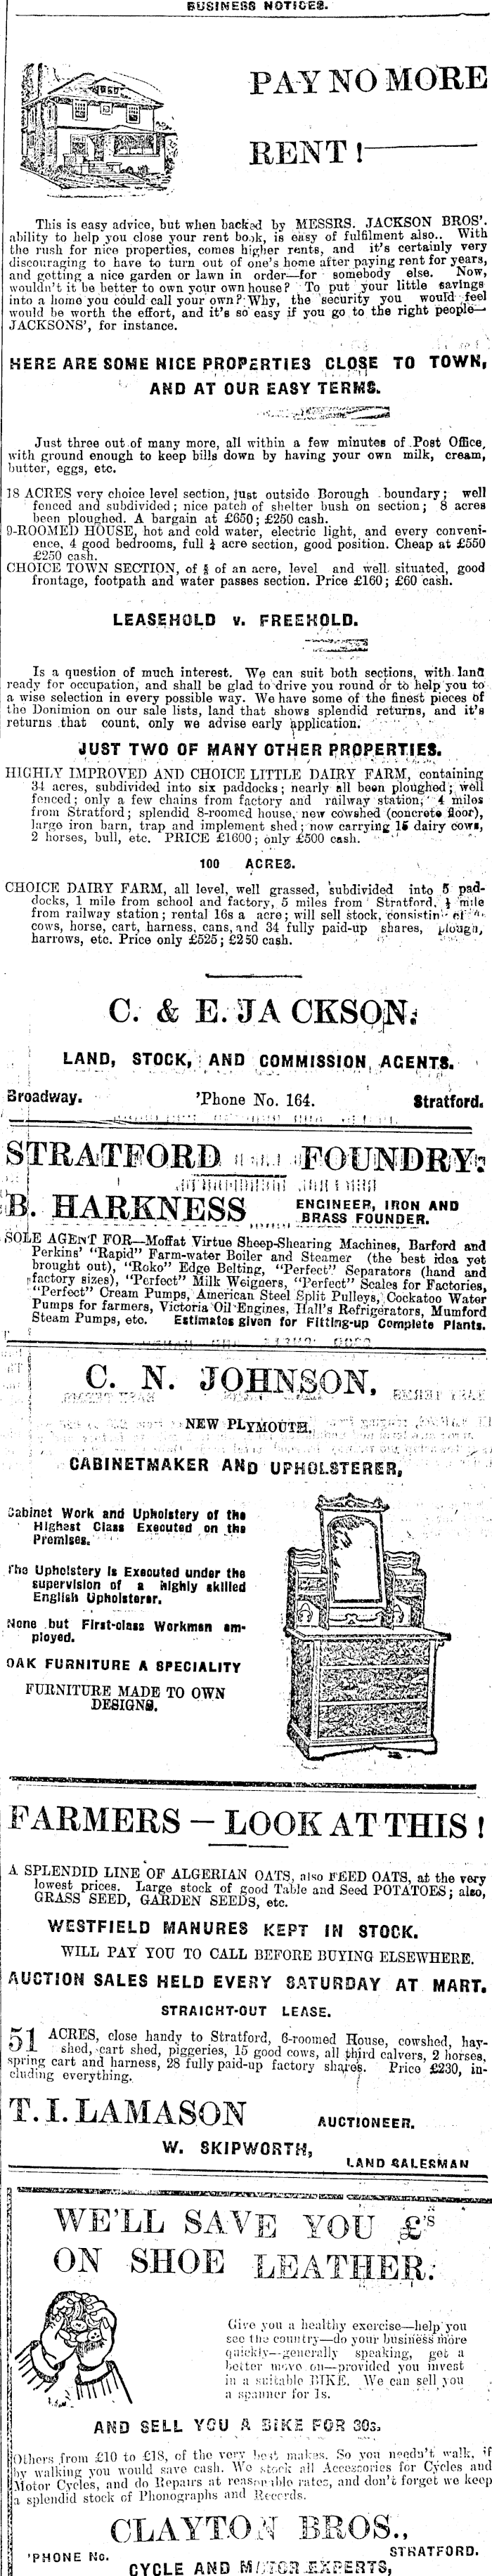 BUSINESS NOTICES.
PAY NO MORE
RENT!
This is easy advice, but when backed by MESSRS. JACKSON BROS'.
ability to help you close your rent book, is easy of fulfilment also.. With
the rush for nice properties, comes higher rents, and it's certainly very
discouraging to have to turn out of one's home after paying rent for years,
and getting a nice garden or lawn in order—for somebody else. Now,
wouldn't it be better to own your own house? To put your little savings
into a home you could call your own? Why, the security you would feel
would be worth the effort, and it's so easy if you go to the right people—
JACKSONS', for instance.
HERE ARE SOME NICE PROPERTIES CLOSE TO TOWN,
AND AT OUR EASY TERMS.
Just three out of many more, all within a few minutes of Post Office,
with ground enough to keep bills down by having your own milk, cream,
butter, eggs, etc.
18 ACRES very choice level section, just outside Borough boundary; well
fenced and subdivided; nice patch of shelter bush on section; 8 acres
been ploughed. A bargain at £650; £250 cash.
9-ROOMED HOUSE, hot and cold water, electric light, and every conveni-
ence, 4 good bedrooms, full ¼ acre section, good position. Cheap at £550
£250 cash.
CHOICE TOWN SECTION, of of an acre, level and well situated, good
frontage, footpath and water passes section. Price £160; £60 cash.
LEASEHOLD v. FREEHOLD.
Is a question of much interest. We can suit both sections, with land
ready for occupation, and shall be glad to drive you round or to help you to
a wise selection in every possible way. We have some of the finest pieces of
the Donimion on our sale lists, land that shows splendid returns, and it's
returns that count, only we advise early application.
JUST TWO OF MANY OTHER PROPERTIES.
HIGHLY IMPROVED AND CHOICE LITTLE DAIRY FARM, containing
34 acres, subdivided into six paddocks; nearly all been ploughed; well
fenced; only a few chains from factory and railway station; 4 miles
from Stratford; splendid 8-roomed house, new cowshed (concrete floor),
large iron barn, trap and implement shed; now carrying 15 dairy cows,
2 horses, bull, etc. PRICE £1600; only £500 cash.
100 ACRES.
CHOICE DAIRY FARM, all level, well grassed, subdivided into 5 pad-
docks, 1 mile from school and factory, 5 miles from Stratford, ½ mile
from railway station; rental 16s a acre; will sell stock, consisting of
cows, horse, cart, harness, cans, and 34 fully paid-up shares, plough,
harrows, etc. Price only £525; £250 cash.
C. & E. JACKSON.
LAND, STOCK, AND COMMISSION AGENTS.
Broadway. 'Phone No. 164. Stratford.
STRATFORD FOUNDRY.
B. HARKNESS ENGINEER, IRON AND
BRASS FOUNDER.
SOLE AGENT FOR—Moffat Virtue Sheep-Shearing Machines, Barford and
Perkins' "Rapid" Farm-water Boiler and Steamer (the best idea yet
brought out), "Roko" Edge Belting, "Perfect" Separators (hand and
factory sizes), "Perfect" Milk Weigners, "Perfect" Scales for Factories,
"Perfect" Cream Pumps, American Steel Split Pulleys, Cockatoo Water
Pumps for farmers, Victoria Oil Engines, Hall's Refrigerators, Mumford
Steam Pumps, etc. Estimates given for Fitting-up Complete Plants.
C. N. JOHNSON,
NEW PLYMOUTH,
CABINETMAKER AND UPHOLSTERER,
Cabinet Work and Upholstery of the
Highest Class Executed on the
Premises.
The Upholstery is Executed under the
supervision of a highly skilled
English Upholsterer.
None but First-class Workman em-
ployed.
OAK FURNITURE A SPECIALITY
FURNITURE MADE TO OWN
DESIGNS.
FARMERS — LOOK AT THIS!
A SPLENDID LINE OF ALGERIAN OATS, also FEED OATS, at the very
lowest prices. Large stock of good Table and Seed POTATOES; also,
GRASS SEED, GARDEN SEEDS, etc.
WESTFIELD MANURES KEPT IN STOCK.
WILL PAY YOU TO CALL BEFORE BUYING ELSEWHERE.
AUCTION SALES HELD EVERY SATURDAY AT MART.
STRAIGHT-OUT LEASE.
51 ACRES, close handy to Stratford, 6-roomed House, cowshed, hay-
shed, cart shed, piggeries, 15 good cows, all third calvers, 2 horses,
spring cart and harness, 28 fully paid-up factory shares. Price £230, in-
cluding everything.
T. I. LAMASON AUCTIONEER.
W. SKIPWORTH,
LAND SALESMAN
WE'LL SAVE YOU £'s
ON SHOE LEATHER.
Give you a healthy exercise—help you
see the country—do your business more
quickly—generally speaking, get a
better move on—provided you invest
in a suitable BIKE. We can sell you
a spanner for 1s.
AND SELL YOU A BIKE FOR 30s,
Others from £10 to £18, of the very best makes. So you needn't walk, if
by walking you would save cash. We stock all Accessories for Cycles and
Motor Cycles, and do Repairs at reasonable rates, and don't forget we keep
a splendid stock of Phonographs and Records.
CLAYTON BROS.,
'PHONE No. STRATFORD.
CYCLE AND MOTOR EXPERTS,